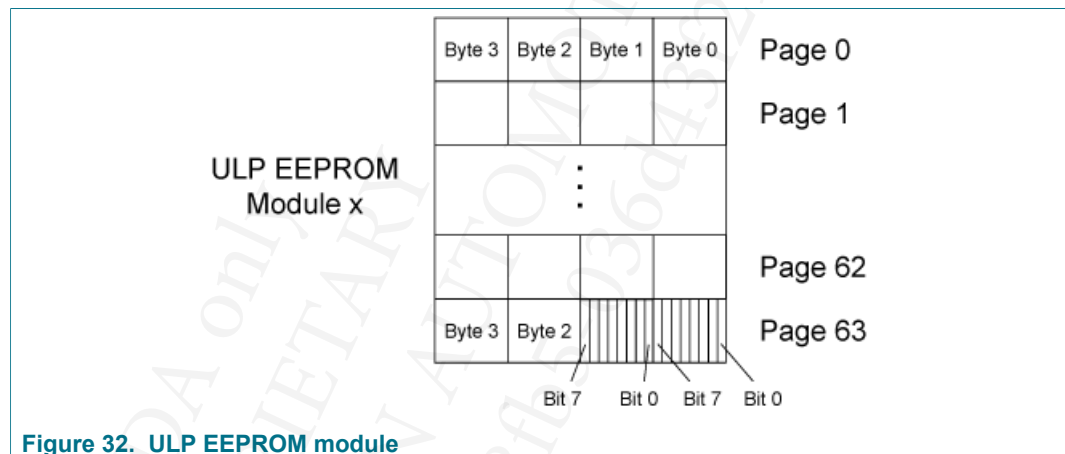 Byte 3 Byte 2 Byte 1 Byte 0 Page 0
Page 1
ULP EEPROM
Module x
Page 62
Byte 3 Byte 2 Page 63
Bit 7 Bit 0 Bit 7 Bit 0
Figure 32. ULP EEPROM module